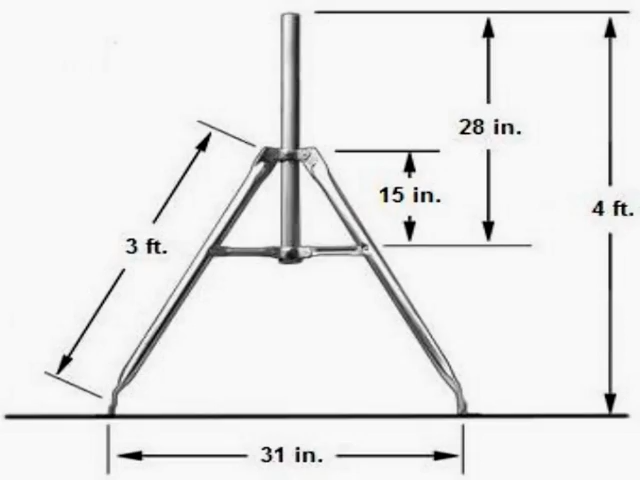 28 in.
15 in.
4 ft.
3 ft.
31 in.